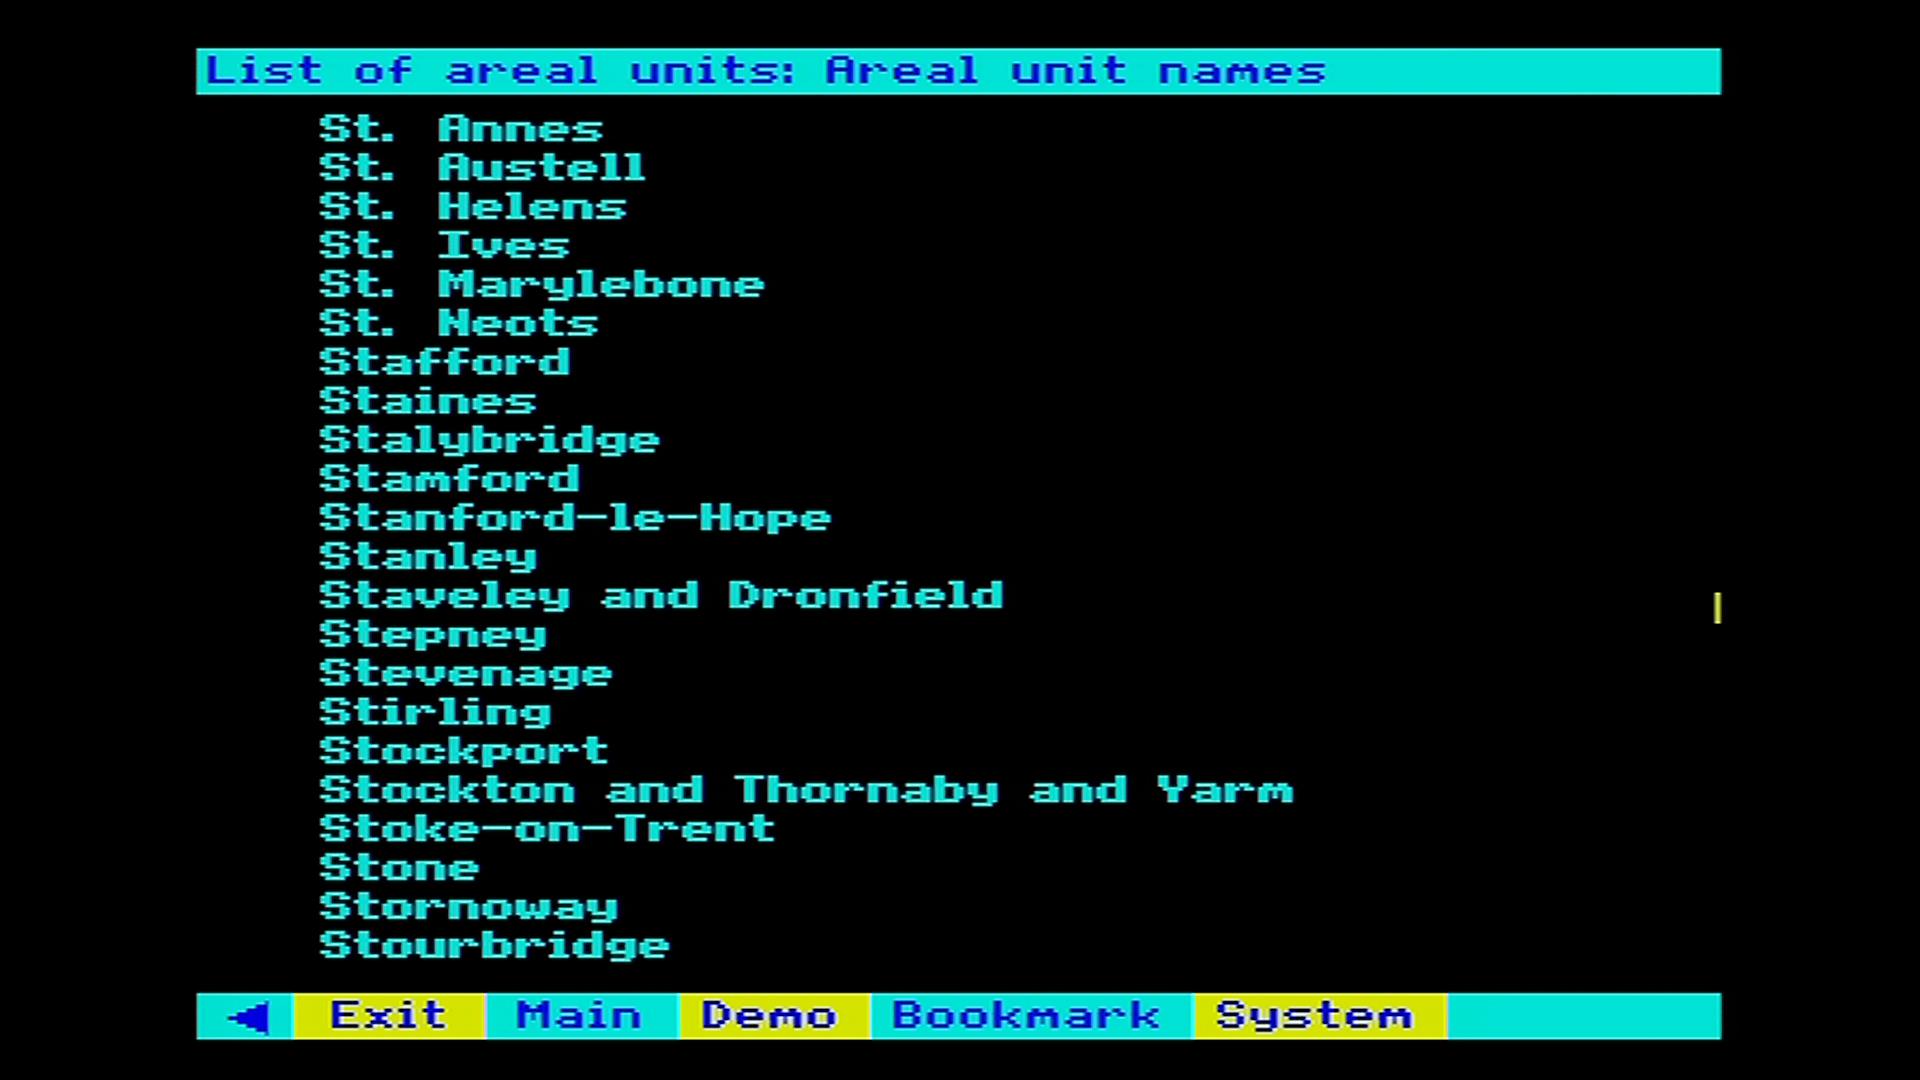 List of areal units: Areal unit names
St. Annes
St. Austell
St. Helens
St. Ives
St. Marylebone
St. Neots
Stafford
Staines
Stalybridge
Stamford
Stanford-le-Hope
Stanley
Staveley and Dronfield
Stepney
Stevenage
Stirling
Stockport
Stockton and Thornaby and Yarm
Stoke-on-Trent
Stone
Stornoway
Stourbridge
Exit Main Demo Bookmark System